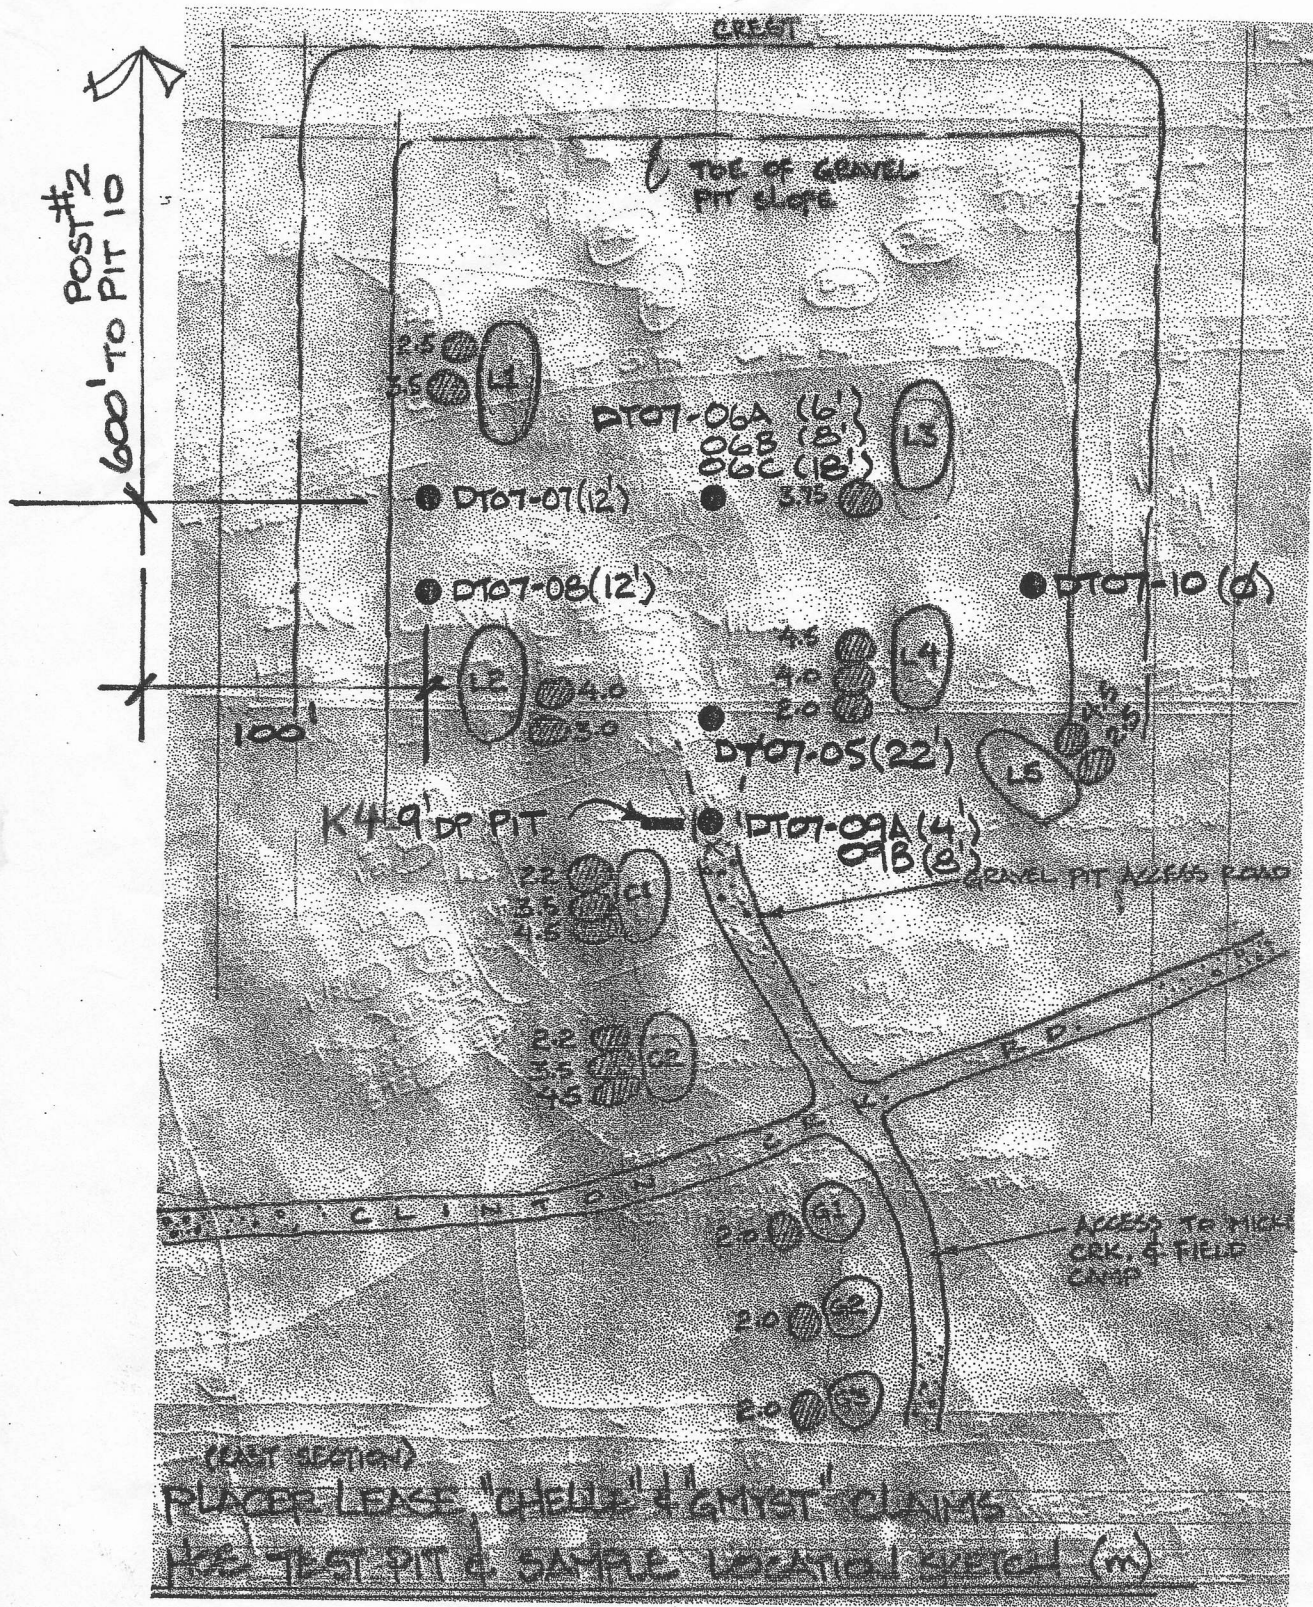 CREST
TOE OF GRAVEL
PIT SLOPE
POST #2
600' TO PIT 10
2.5
3.5
L1
DT07-06A (6')
06B (8')
06C (18')
L3
3.75
DT07-07(12')
DT07-08(12')
DT07-10 (Ø)
4.5
4.0
2.0
L4
L2
4.0
3.0
100'
DT07-05(22')
L5
2.5
K4-9' DP PIT
DT07-09A(4')
09B(8')
GRAVEL PIT ACCESS ROAD
2.2
3.5
4.5
C1
2.2
3.5
4.5
C2
CLINTON CRK. RD.
2.0
G1
ACCESS TO
CRK. & FIELD
CAMP
2.0
G2
2.0
G3
(EAST SECTION)
PLACER LEASE, "CHELLE" & "GMYST" CLAIMS
HOE TEST PIT & SAMPLE LOCATION SKETCH (m)